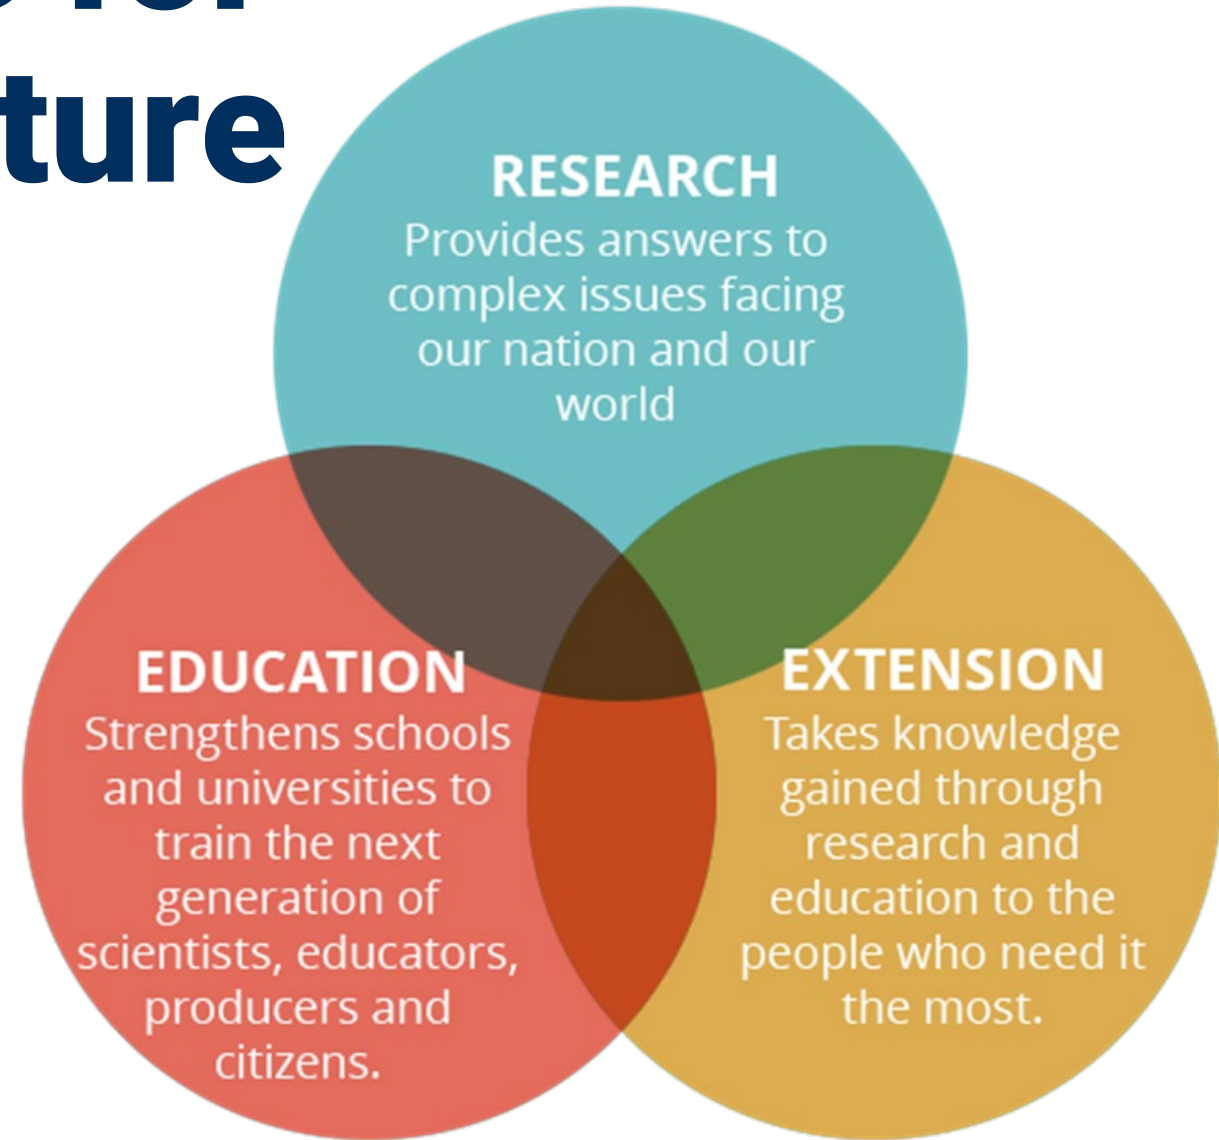 for
ture
RESEARCH
Provides answers to
complex issues facing
our nation and our
world
EDUCATION
Strengthens schools
and universities to
train the next
generation of
scientists, educators,
producers and
citizens.
EXTENSION
Takes knowledge
gained through
research and
education to the
people who need it
the most.